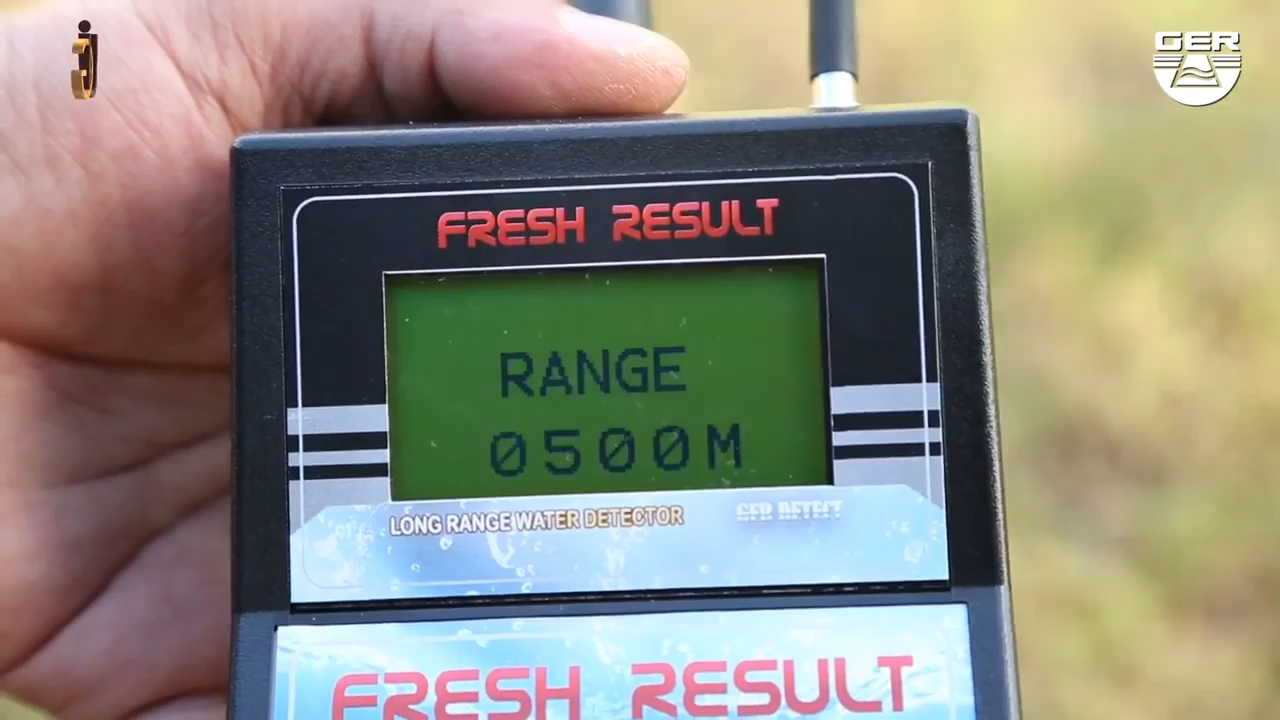 GER
FRESH RESULT
RANGE
0500M
LONG RANGE WATER DETECTOR
GER DETECT
FRESH RESULT